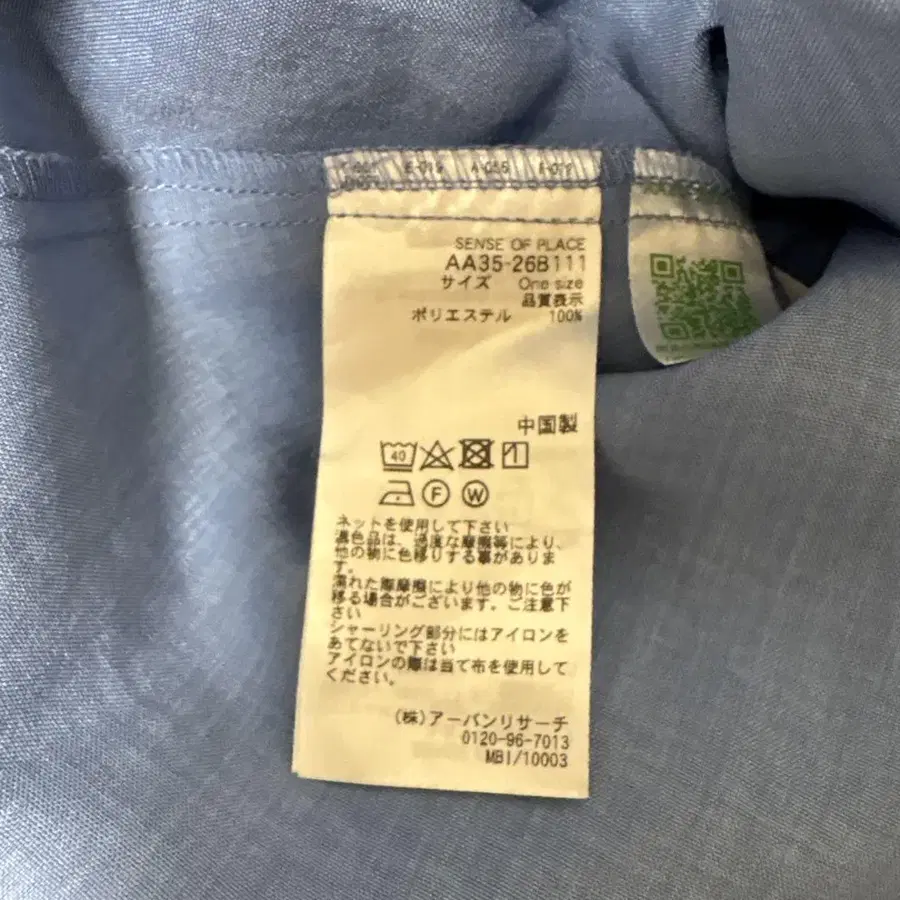 SENSE OF PLACE
AA35-26B111
サイズ One size
品質表示
ポリエステル 100%
中国製
40
1
F W
ネットを使用して下さい
濃色品は、過度な摩擦等により、
他の物に色移りする事がありま
す。
濡れた際摩擦により他の物に色が
移る場合がございます。ご注意下
さい
シャーリング部分にはアイロンを
あてないで下さい
アイロンの際は当て布を使用して
ください。
(株)アーバンリサーチ
0120-96-7013
MBI/10003